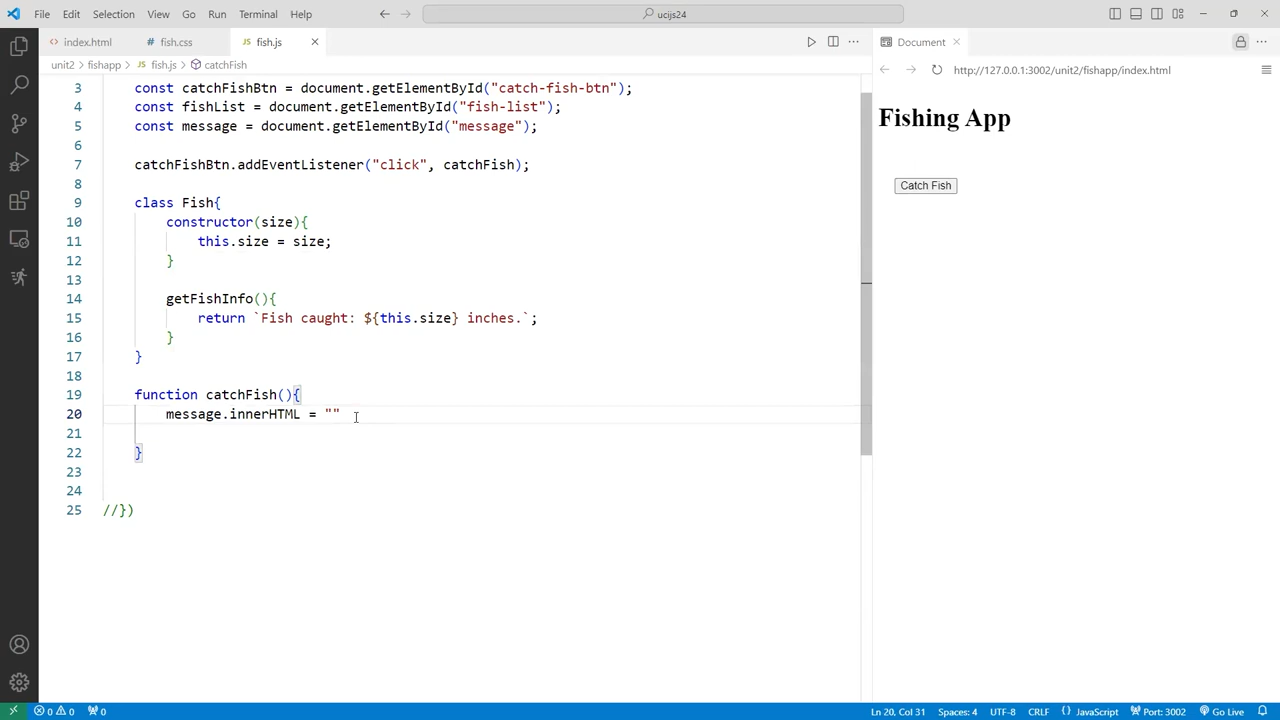 File Edit Selection View Go Run Terminal Help
ucijs24
index.html
fish.css
fish.js
Document
unit2 > fishapp > fish.js > catchFish
http://127.0.0.1:3002/unit2/fishapp/index.html
3 const catchFishBtn = document.getElementById("catch-fish-btn");
4 const fishList = document.getElementById("fish-list");
5 const message = document.getElementById("message");
6
7 catchFishBtn.addEventListener("click", catchFish);
8
9 class Fish{
10 constructor(size){
11 this.size = size;
12 }
13
14 getFishInfo(){
15 return `Fish caught: ${this.size} inches.`;
16 }
17 }
18
19 function catchFish(){
20 message.innerHTML = ""
21
22 }
23
24
25 //})
Fishing App
Catch Fish
0 0 0
Ln 20, Col 31 Spaces: 4 UTF-8 CRLF JavaScript Port: 3002 Go Live